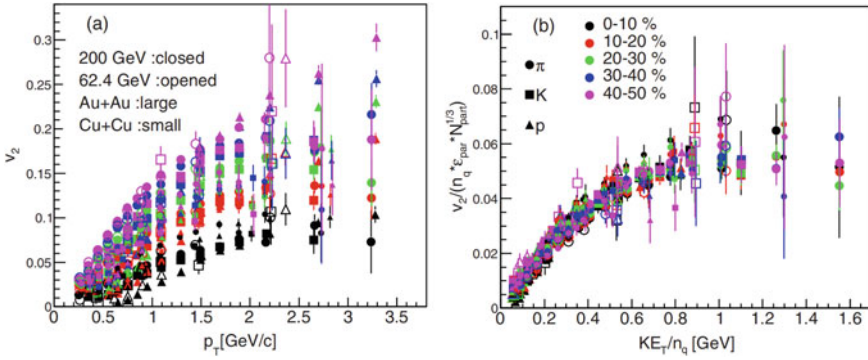 (a)
200 GeV :closed
62.4 GeV :opened
Au+Au : large
Cu+Cu : small
π
K
p
v2
0.3
0.25
0.2
0.15
0.1
0.05
0
0 0.5 1 1.5 2 2.5 3 3.5
pT[GeV/c]
(b)
0-10 %
10-20 %
20-30 %
30-40 %
40-50 %
π
K
p
v2/(nq*εpar*N1/3part)
0.1
0.08
0.06
0.04
0.02
0
0 0.2 0.4 0.6 0.8 1 1.2 1.4 1.6
KET/nq [GeV]